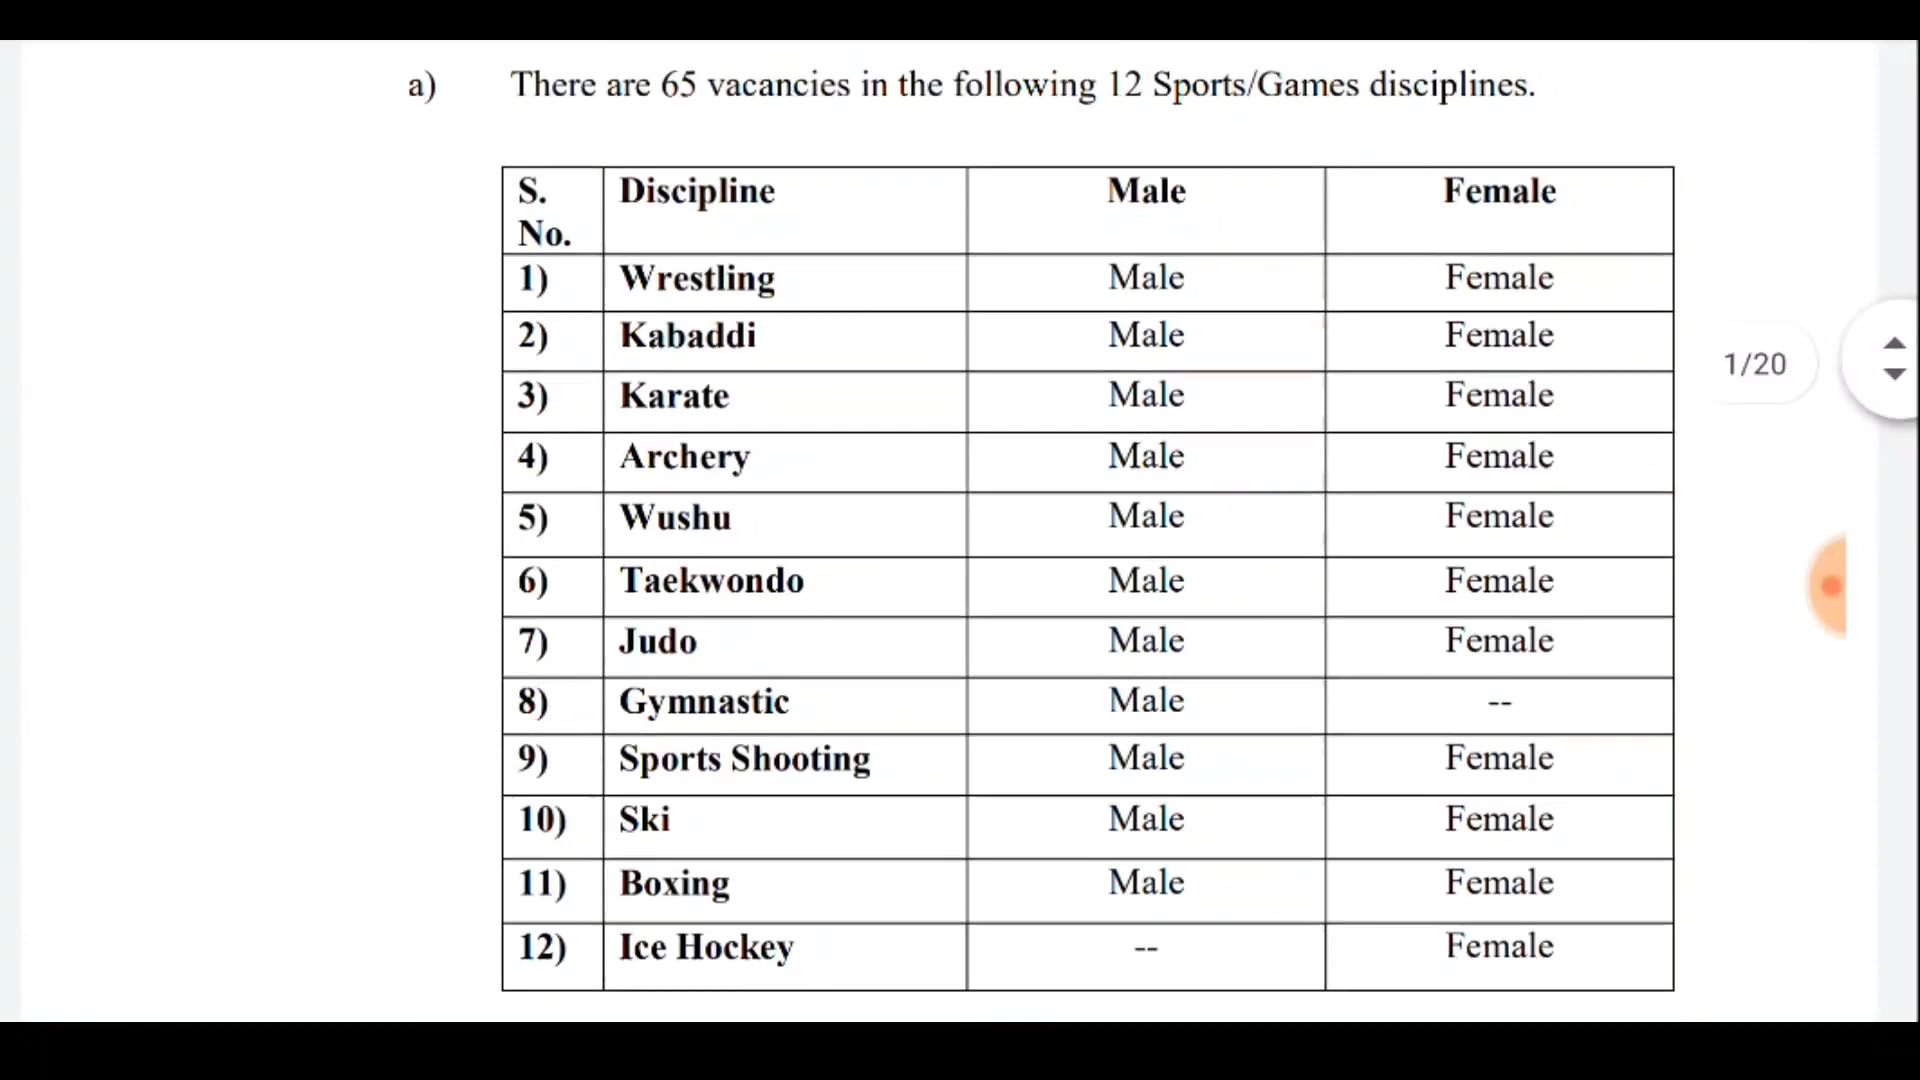 a) There are 65 vacancies in the following 12 Sports/Games disciplines.
S. No. Discipline Male Female
1) Wrestling Male Female
2) Kabaddi Male Female
3) Karate Male Female
4) Archery Male Female
5) Wushu Male Female
6) Taekwondo Male Female
7) Judo Male Female
8) Gymnastic Male --
9) Sports Shooting Male Female
10) Ski Male Female
11) Boxing Male Female
12) Ice Hockey -- Female
1/20